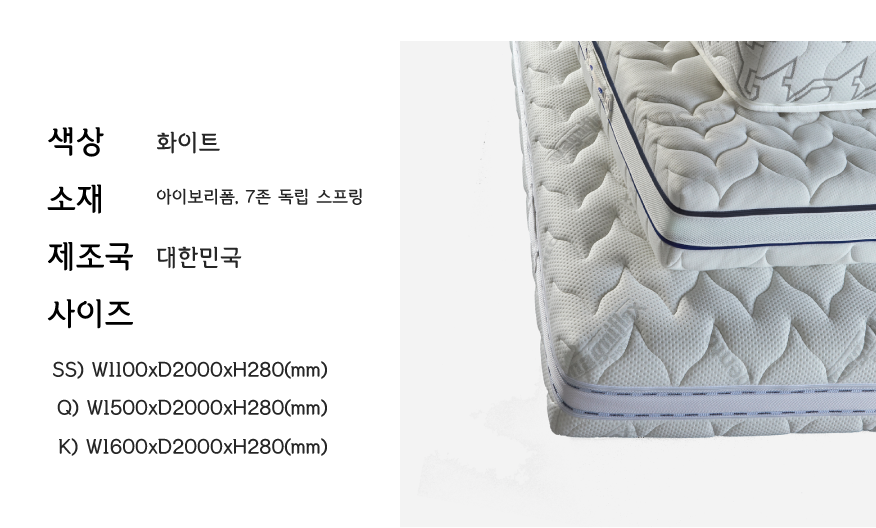 색상 화이트
소재 아이보리폼, 7존 독립 스프링
제조국 대한민국
사이즈
SS) W1100xD2000xH280(mm)
Q) W1500xD2000xH280(mm)
K) W1600xD2000xH280(mm)